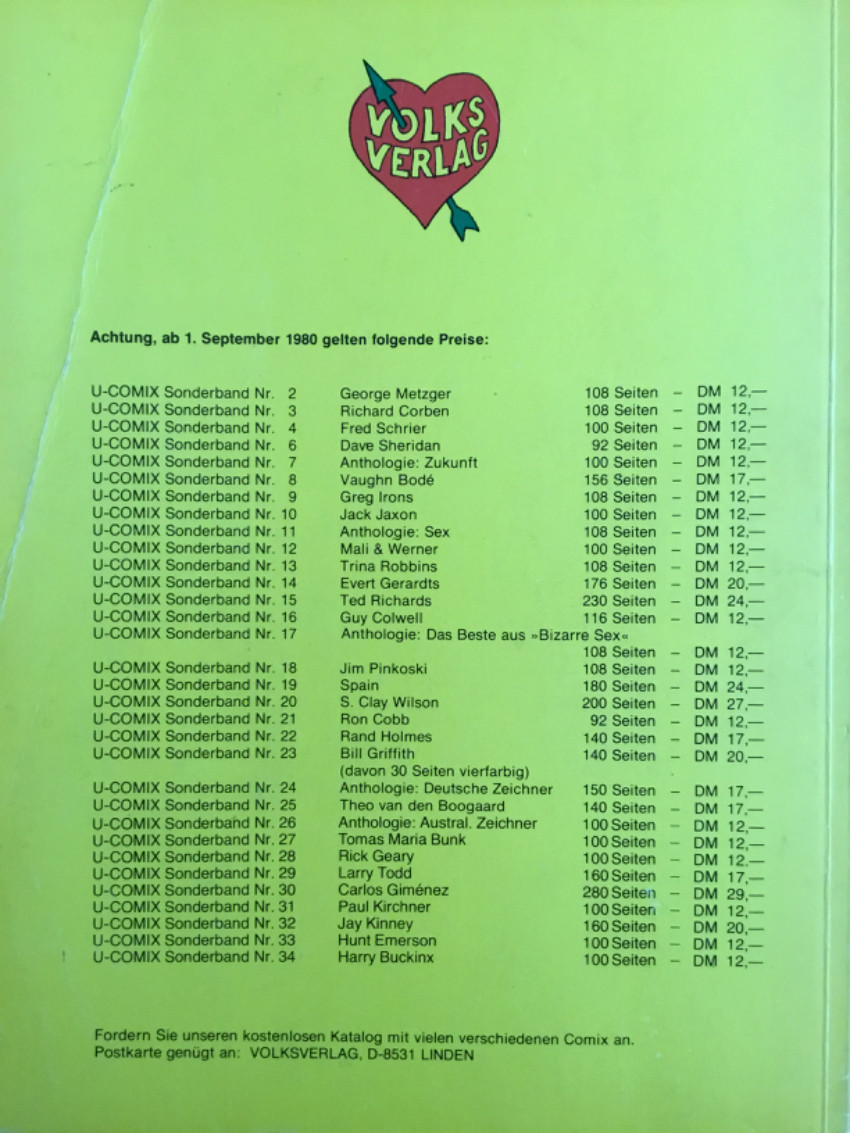 VOLKS
VERLAG
Achtung, ab 1. September 1980 gelten folgende Preise:
U-COMIX Sonderband Nr. 2 George Metzger 108 Seiten – DM 12,—
U-COMIX Sonderband Nr. 3 Richard Corben 108 Seiten – DM 12,—
U-COMIX Sonderband Nr. 4 Fred Schrier 100 Seiten – DM 12,—
U-COMIX Sonderband Nr. 6 Dave Sheridan 92 Seiten – DM 12,—
U-COMIX Sonderband Nr. 7 Anthologie: Zukunft 100 Seiten – DM 12,—
U-COMIX Sonderband Nr. 8 Vaughn Bodé 156 Seiten – DM 17,—
U-COMIX Sonderband Nr. 9 Greg Irons 108 Seiten – DM 12,—
U-COMIX Sonderband Nr. 10 Jack Jaxon 100 Seiten – DM 12,—
U-COMIX Sonderband Nr. 11 Anthologie: Sex 108 Seiten – DM 12,—
U-COMIX Sonderband Nr. 12 Mali & Werner 100 Seiten – DM 12,—
U-COMIX Sonderband Nr. 13 Trina Robbins 108 Seiten – DM 12,—
U-COMIX Sonderband Nr. 14 Evert Gerardts 176 Seiten – DM 20,—
U-COMIX Sonderband Nr. 15 Ted Richards 230 Seiten – DM 24,—
U-COMIX Sonderband Nr. 16 Guy Colwell 116 Seiten – DM 12,—
U-COMIX Sonderband Nr. 17 Anthologie: Das Beste aus »Bizarre Sex«
108 Seiten – DM 12,—
U-COMIX Sonderband Nr. 18 Jim Pinkoski 108 Seiten – DM 12,—
U-COMIX Sonderband Nr. 19 Spain 180 Seiten – DM 24,—
U-COMIX Sonderband Nr. 20 S. Clay Wilson 200 Seiten – DM 27,—
U-COMIX Sonderband Nr. 21 Ron Cobb 92 Seiten – DM 12,—
U-COMIX Sonderband Nr. 22 Rand Holmes 140 Seiten – DM 17,—
U-COMIX Sonderband Nr. 23 Bill Griffith 140 Seiten – DM 20,—
(davon 30 Seiten vierfarbig)
U-COMIX Sonderband Nr. 24 Anthologie: Deutsche Zeichner 150 Seiten – DM 17,—
U-COMIX Sonderband Nr. 25 Theo van den Boogaard 140 Seiten – DM 17,—
U-COMIX Sonderband Nr. 26 Anthologie: Austral. Zeichner 100 Seiten – DM 12,—
U-COMIX Sonderband Nr. 27 Tomas Maria Bunk 100 Seiten – DM 12,—
U-COMIX Sonderband Nr. 28 Rick Geary 100 Seiten – DM 12.—
U-COMIX Sonderband Nr. 29 Larry Todd 160 Seiten – DM 17,—
U-COMIX Sonderband Nr. 30 Carlos Giménez 280 Seiten – DM 29,—
U-COMIX Sonderband Nr. 31 Paul Kirchner 100 Seiten – DM 12,—
U-COMIX Sonderband Nr. 32 Jay Kinney 160 Seiten – DM 20,—
U-COMIX Sonderband Nr. 33 Hunt Emerson 100 Seiten – DM 12,—
U-COMIX Sonderband Nr. 34 Harry Buckinx 100 Seiten – DM 12,—
Fordern Sie unseren kostenlosen Katalog mit vielen verschiedenen Comix an.
Postkarte genügt an: VOLKSVERLAG, D-8531 LINDEN